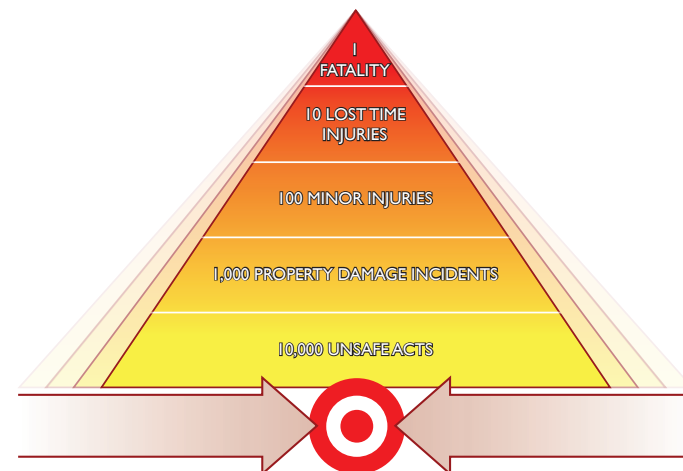 1
FATALITY
10 LOST TIME
INJURIES
100 MINOR INJURIES
1,000 PROPERTY DAMAGE INCIDENTS
10,000 UNSAFE ACTS